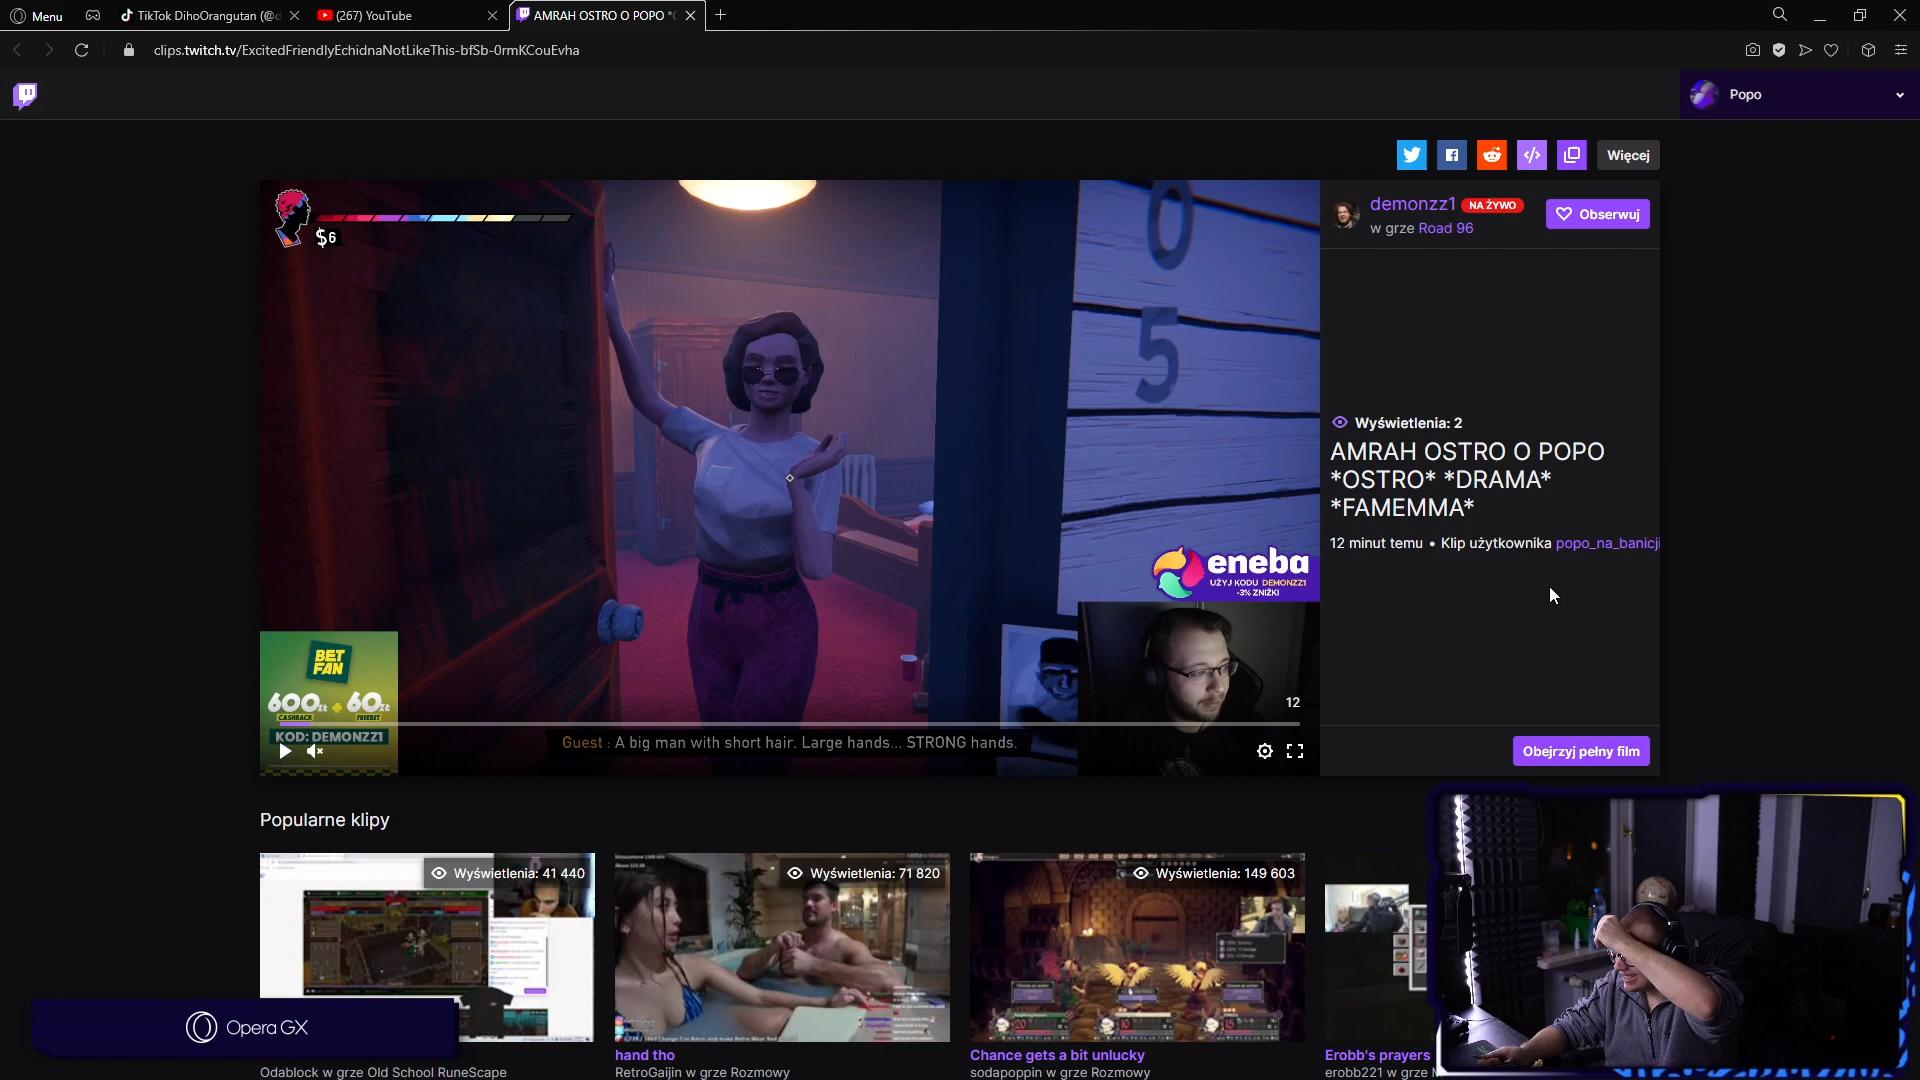 Menu
TikTok DihoOrangutan (@d
(267) YouTube
AMRAH OSTRO O POPO *
clips.twitch.tv/ExcitedFriendlyEchidnaNotLikeThis-bfSb-0rmKCouEvha
Popo
Więcej
$6
0
5
demonzz1 NA ŻYWO
w grze Road 96
Obserwuj
Wyświetlenia: 2
AMRAH OSTRO O POPO
*OSTRO* *DRAMA*
*FAMEMMA*
12 minut temu • Klip użytkownika popo_na_banicji
eneba
UŻYJ KODU DEMONZZ1
-3% ZNIŻKI
BET
FAN
600zł + 60zł
CASHBACK FREEBET
KOD: DEMONZZ1
12
Guest : A big man with short hair. Large hands... STRONG hands.
Obejrzyj pełny film
Popularne klipy
Wyświetlenia: 41 440
Wyświetlenia: 71 820
Wyświetlenia: 149 603
Opera GX
hand tho
Chance gets a bit unlucky
Erobb's prayers
Odablock w grze Old School RuneScape
RetroGaijin w grze Rozmowy
sodapoppin w grze Rozmowy
erobb221 w grze